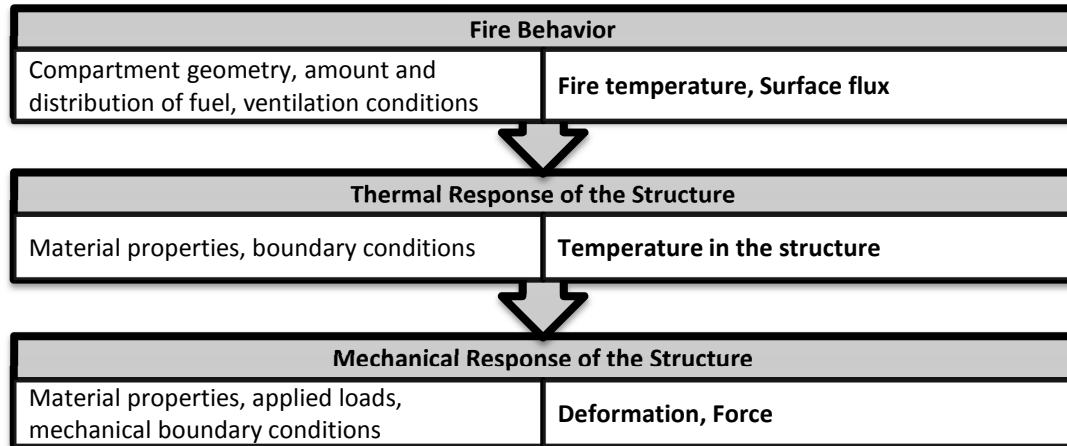 Fire Behavior
Compartment geometry, amount and
distribution of fuel, ventilation conditions
Fire temperature, Surface flux
Thermal Response of the Structure
Material properties, boundary conditions
Temperature in the structure
Mechanical Response of the Structure
Material properties, applied loads,
mechanical boundary conditions
Deformation, Force